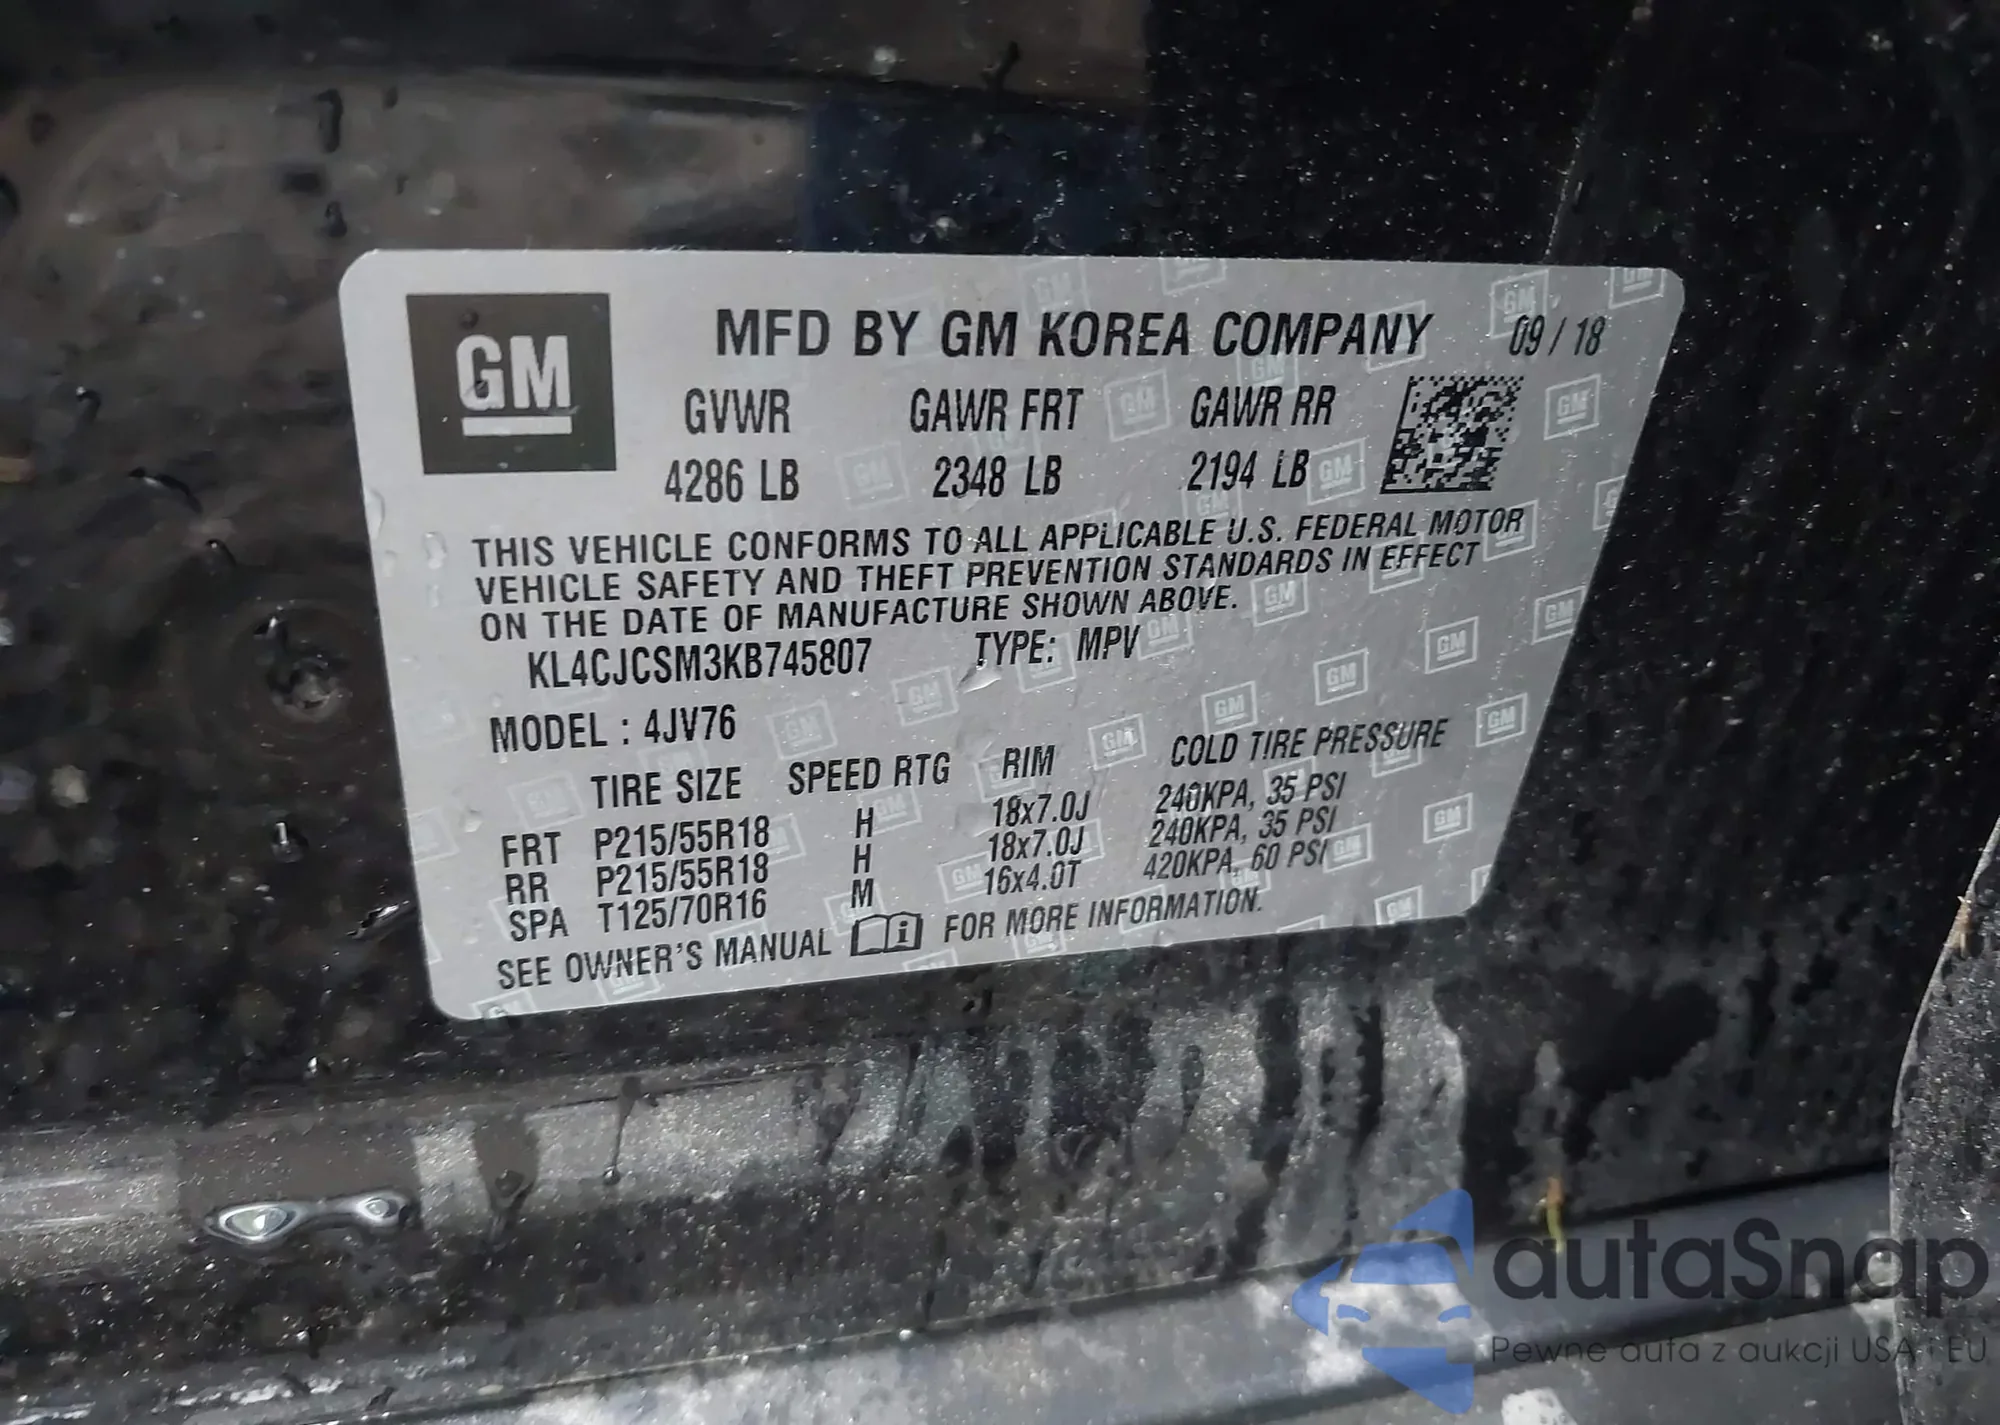 GM
MFD BY GM KOREA COMPANY 09 / 18
GVWR GAWR FRT GAWR RR
4286 LB 2348 LB 2194 LB
THIS VEHICLE CONFORMS TO ALL APPLICABLE U.S. FEDERAL MOTOR
VEHICLE SAFETY AND THEFT PREVENTION STANDARDS IN EFFECT
ON THE DATE OF MANUFACTURE SHOWN ABOVE.
KL4CJCSM3KB745807 TYPE: MPV
MODEL : 4JV76
TIRE SIZE SPEED RTG RIM COLD TIRE PRESSURE
FRT P215/55R18 H 18x7.0J 240KPA, 35 PSI
RR P215/55R18 H 18x7.0J 240KPA, 35 PSI
SPA T125/70R16 M 16x4.0T 420KPA, 60 PSI
SEE OWNER'S MANUAL i FOR MORE INFORMATION.
autaSnap
Pewne auta z aukcji USA i EU